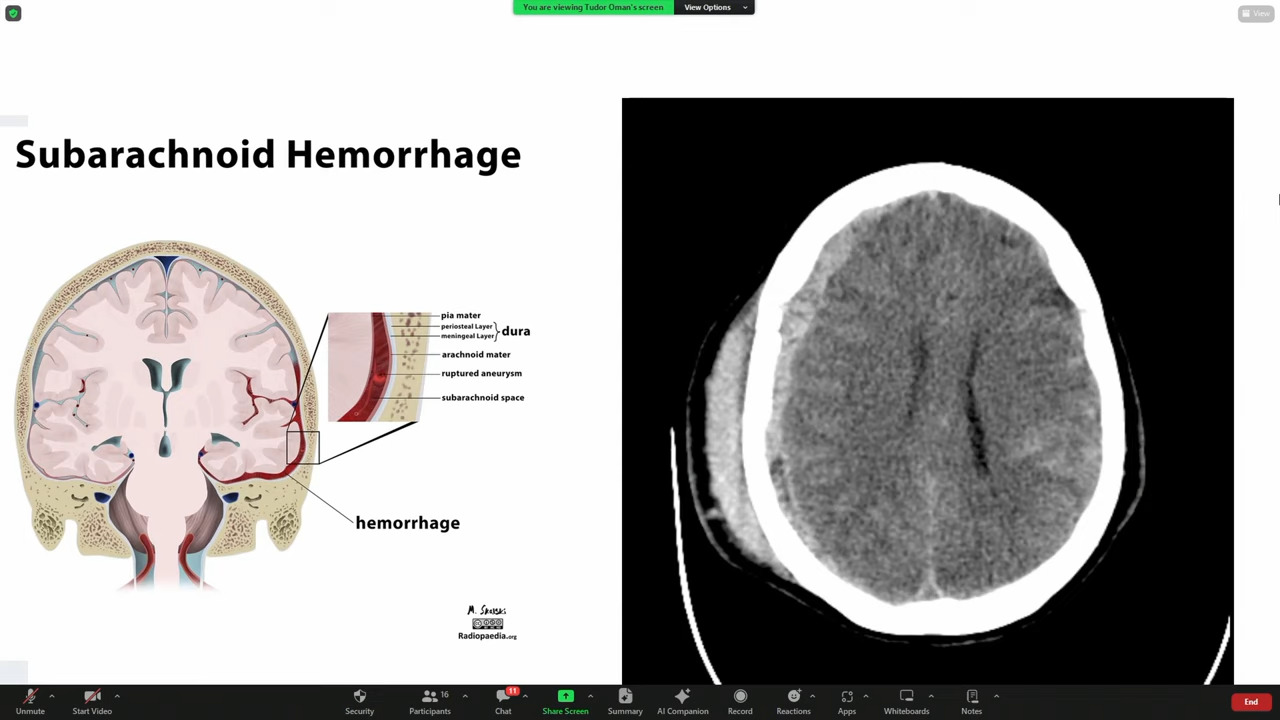 You are viewing Tudor Oman's screen
View Options
View
Subarachnoid Hemorrhage
pia mater
periosteal Layer
meningeal Layer
dura
arachnoid mater
ruptured aneurysm
subarachnoid space
hemorrhage
M. Skalski
Radiopaedia.org
Unmute
Start Video
Security
16
Participants
11
Chat
Share Screen
Summary
AI Companion
Record
Reactions
Apps
Whiteboards
Notes
End